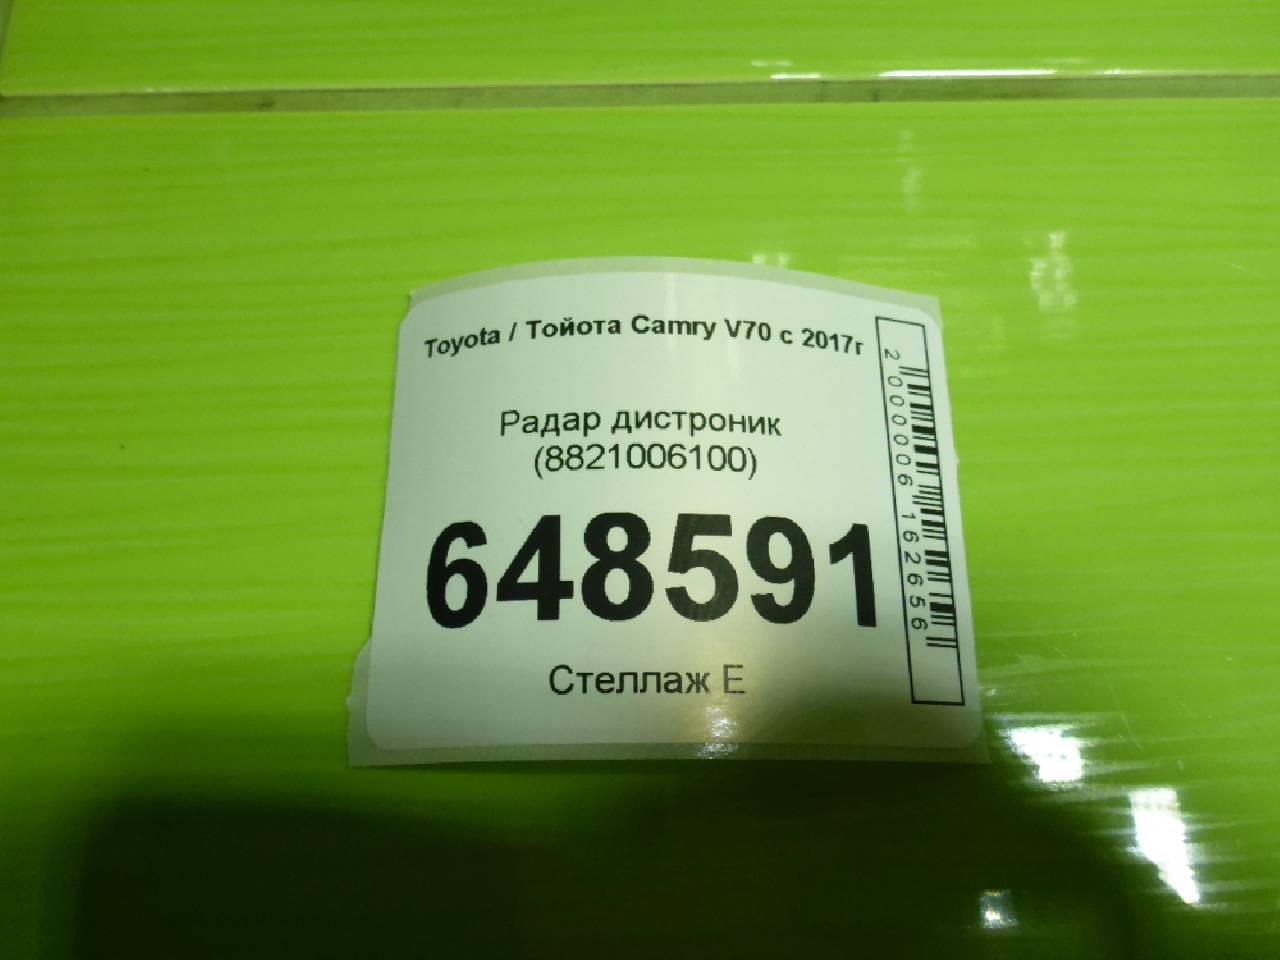 Toyota / Тойота Camry V70 с 2017г
Радар дистроник
(8821006100)
648591
Стеллаж Е
2000006162656